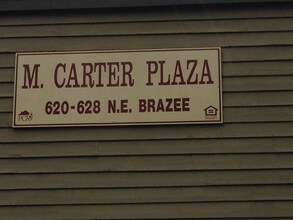 M. CARTER PLAZA
620-628 N.E. BRAZEE